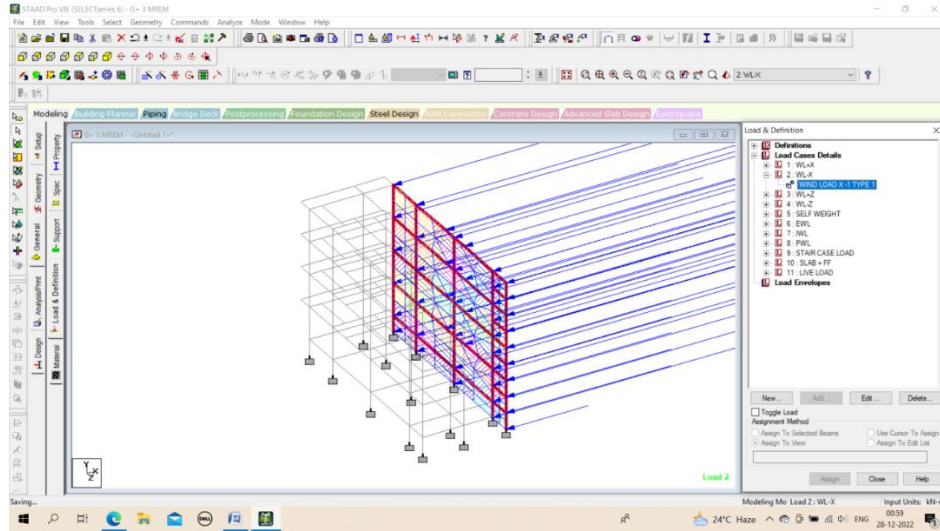 STAAD.Pro V8i (SELECTseries 6) - G+ 3 MREM
File Edit View Tools Select Geometry Commands Analyze Mode Window Help
2: WL-X
Modeling Building Planner Piping Bridge Deck Postprocessing Foundation Design Steel Design RAM Connection Concrete Design Advanced Slab Design Earthquake
G+ 3 MREM - <Untitled 1>*
Setup
Geometry
General
Analysis/Print
Design
Property
Spec
Support
Load & Definition
Material
Y
X
Z
Load 2
Load & Definition
Definitions
Load Cases Details
1 : WL+X
2 : WL-X
WIND LOAD X -1 TYPE 1
3 : WL+Z
4 : WL-Z
5 : SELF WEIGHT
6 : EWL
7 : IWL
8 : PWL
9 : STAIR CASE LOAD
10 : SLAB + FF
11 : LIVE LOAD
Load Envelopes
New... Add... Edit ... Delete...
Toggle Load
Assignment Method
Assign To Selected Beams Use Cursor To Assign
Assign To View Assign To Edit List
Assign Close Help
Saving... Modeling Mo Load 2 : WL-X Input Units: kN-
24°C Haze ENG 00:59
28-12-2022